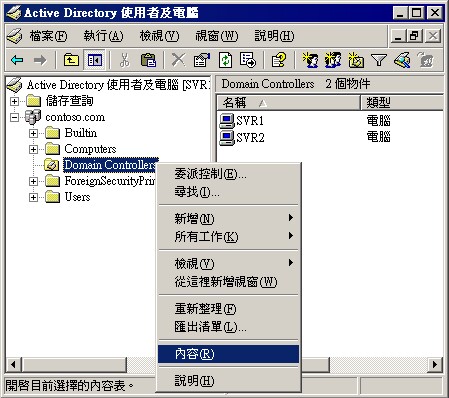 Active Directory 使用者及電腦
檔案(F) 執行(A) 檢視(V) 視窗(W) 說明(H)
Active Directory 使用者及電腦 [SVR1
儲存查詢
contoso.com
Builtin
Computers
Domain Controllers
ForeignSecurityPrin
Users
Domain Controllers 2 個物件
名稱 類型
SVR1 電腦
SVR2 電腦
委派控制(E)...
尋找(I)...
新增(N)
所有工作(K)
檢視(V)
從這裡新增視窗(W)
重新整理(F)
匯出清單(L)...
內容(R)
說明(H)
開啟目前選擇的內容表。